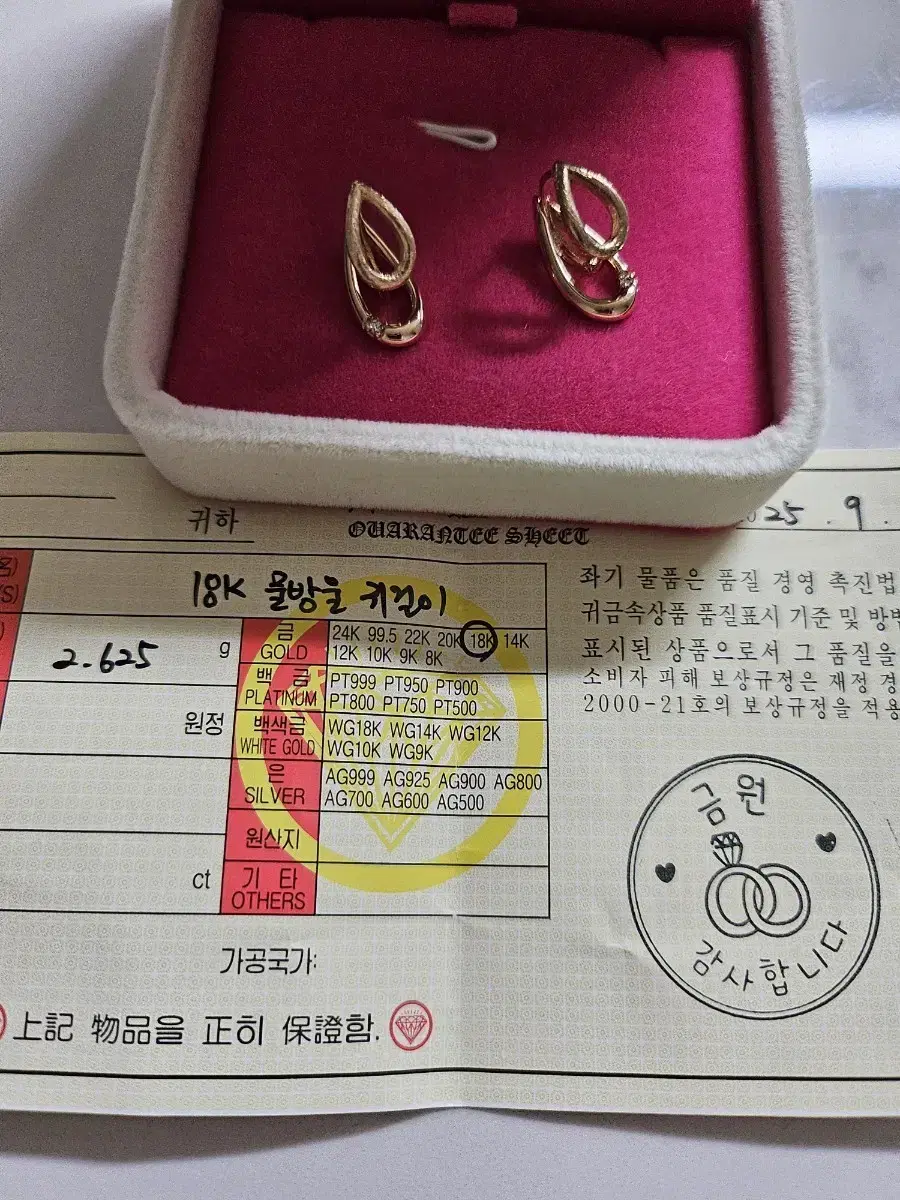 귀하
QUARANTEE SHEET
25 . 9 .
18K 물방울 귀걸이
2.625 g
금 GOLD
24K 99.5 22K 20K 18K 14K
12K 10K 9K 8K
원정
백 금 PLATINUM
PT999 PT950 PT900
PT800 PT750 PT500
백색금 WHITE GOLD
WG18K WG14K WG12K
WG10K WG9K
은 SILVER
AG999 AG925 AG900 AG800
AG700 AG600 AG500
원산지
ct
기 타 OTHERS
가공국가:
上記 物品을 正히 保證함.
좌기 물품은 품질 경영 촉진법
귀금속상품 품질표시 기준 및 방법
표시된 상품으로서 그 품질을
소비자 피해 보상규정은 재정 경
2000-21호의 보상규정을 적용
금원
감사합니다